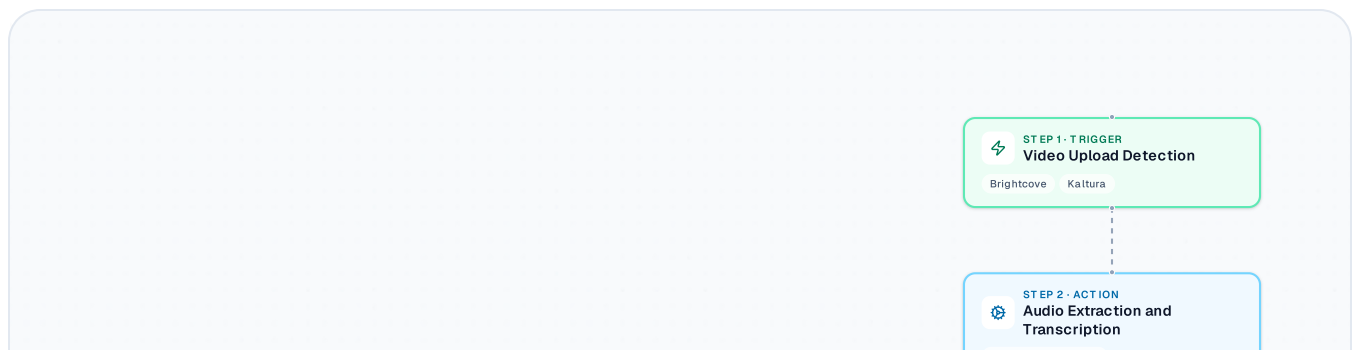 STEP 1 · TRIGGER
Video Upload Detection
Brightcove Kaltura
STEP 2 · ACTION
Audio Extraction and
Transcription